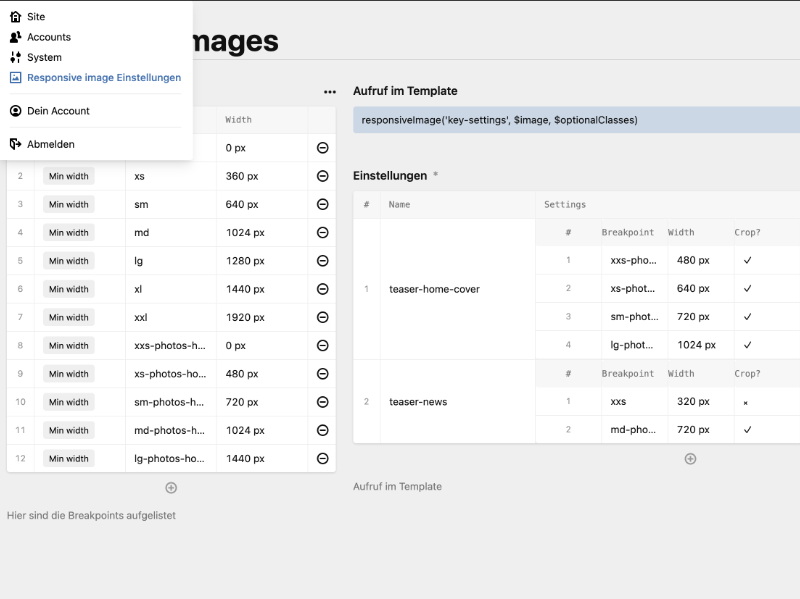 Site
Accounts
System
Responsive image Einstellungen
Dein Account
Abmelden
mages
Width
0 px
2 Min width xs 360 px
3 Min width sm 640 px
4 Min width md 1024 px
5 Min width lg 1280 px
6 Min width xl 1440 px
7 Min width xxl 1920 px
8 Min width xxs-photos-h... 0 px
9 Min width xs-photos-ho... 480 px
10 Min width sm-photos-h... 720 px
11 Min width md-photos-h... 1024 px
12 Min width lg-photos-ho... 1440 px
Hier sind die Breakpoints aufgelistet
Aufruf im Template
responsiveImage('key-settings', $image, $optionalClasses)
Einstellungen *
# Name Settings
# Breakpoint Width Crop?
1 xxs-pho... 480 px
1 teaser-home-cover
2 xs-phot... 640 px
3 sm-phot... 720 px
4 lg-phot... 1024 px
# Breakpoint Width Crop?
2 teaser-news
1 xxs 320 px
2 md-pho... 720 px
Aufruf im Template